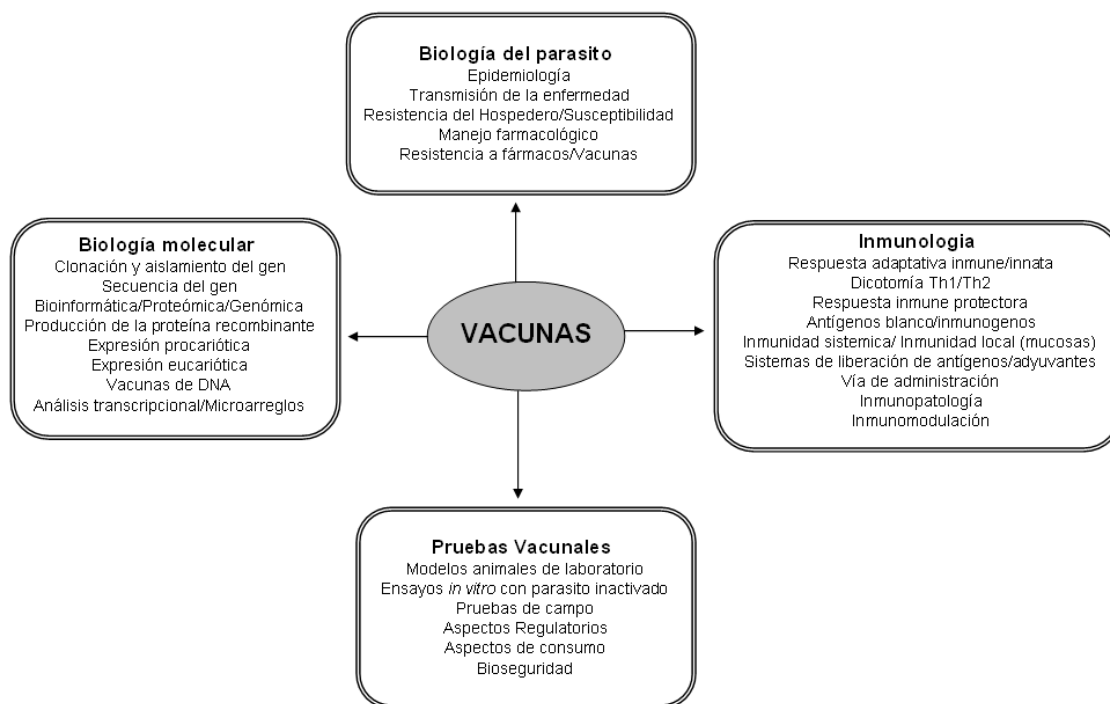 Biología del parasito
Epidemiología
Transmisión de la enfermedad
Resistencia del Hospedero/Susceptibilidad
Manejo farmacológico
Resistencia a fármacos/Vacunas
Biología molecular
Clonación y aislamiento del gen
Secuencia del gen
Bioinformática/Proteómica/Genómica
Producción de la proteína recombinante
Expresión procariótica
Expresión eucariótica
Vacunas de DNA
Análisis transcripcional/Microarreglos
VACUNAS
Inmunologia
Respuesta adaptativa inmune/innata
Dicotomía Th1/Th2
Respuesta inmune protectora
Antígenos blanco/inmunogenos
Inmunidad sistemica/ Inmunidad local (mucosas)
Sistemas de liberación de antígenos/adyuvantes
Vía de administración
Inmunopatología
Inmunomodulación
Pruebas Vacunales
Modelos animales de laboratorio
Ensayos in vitro con parasito inactivado
Pruebas de campo
Aspectos Regulatorios
Aspectos de consumo
Bioseguridad